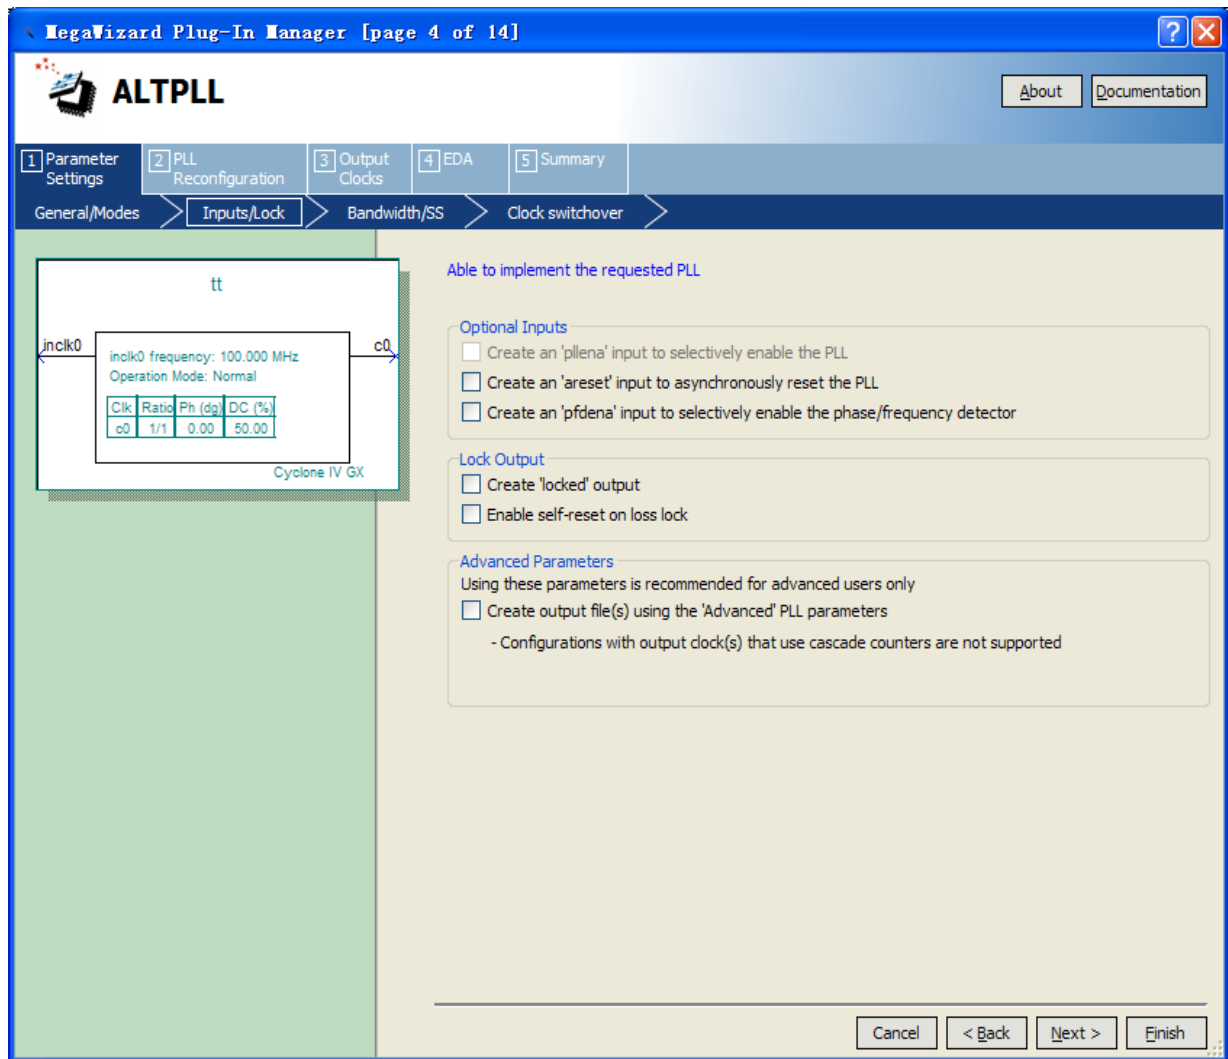 MegaWizard Plug-In Manager [page 4 of 14]
ALTPLL
About
Documentation
1 Parameter Settings
2 PLL Reconfiguration
3 Output Clocks
4 EDA
5 Summary
General/Modes
Inputs/Lock
Bandwidth/SS
Clock switchover
tt
inclk0
c0
inclk0 frequency: 100.000 MHz
Operation Mode: Normal
Clk Ratio Ph (dg) DC (%)
c0 1/1 0.00 50.00
Cyclone IV GX
Able to implement the requested PLL
Optional Inputs
Create an 'pllena' input to selectively enable the PLL
Create an 'areset' input to asynchronously reset the PLL
Create an 'pfdena' input to selectively enable the phase/frequency detector
Lock Output
Create 'locked' output
Enable self-reset on loss lock
Advanced Parameters
Using these parameters is recommended for advanced users only
Create output file(s) using the 'Advanced' PLL parameters
- Configurations with output clock(s) that use cascade counters are not supported
Cancel
< Back
Next >
Finish